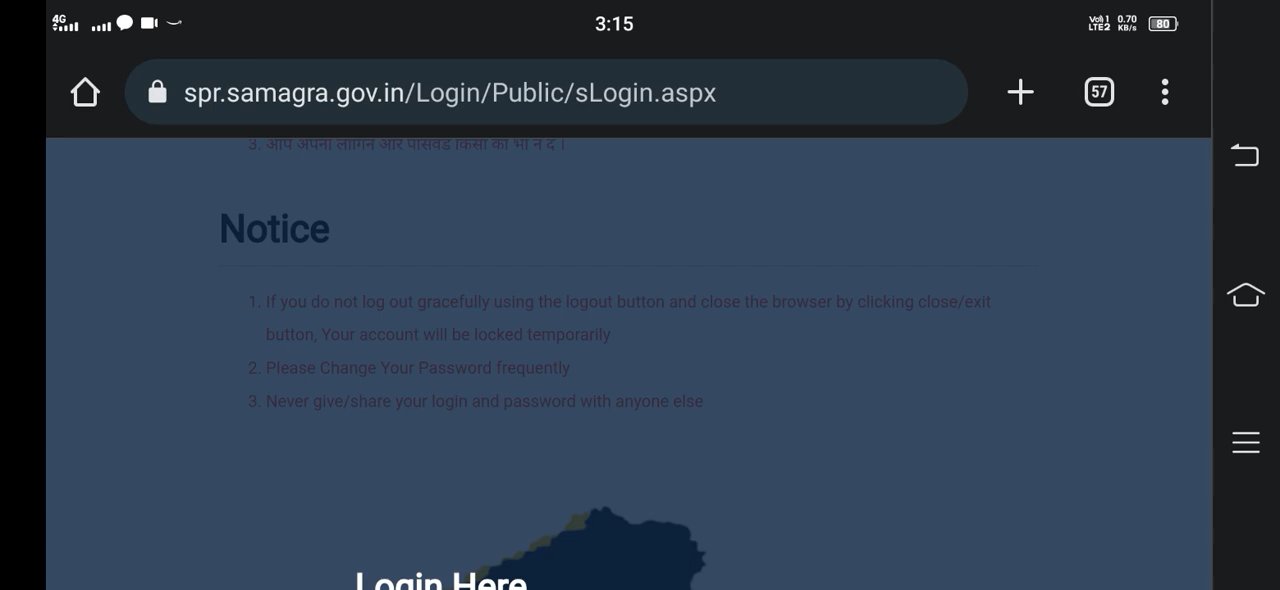 4G
3:15
Vo) 1 0.70
LTE2 KB/s
80
spr.samagra.gov.in/Login/Public/sLogin.aspx
57
3. आप अपना लॉगिन और पासवर्ड किसी को भी न दें ।
Notice
1. If you do not log out gracefully using the logout button and close the browser by clicking close/exit
button, Your account will be locked temporarily
2. Please Change Your Password frequently
3. Never give/share your login and password with anyone else
Login Here